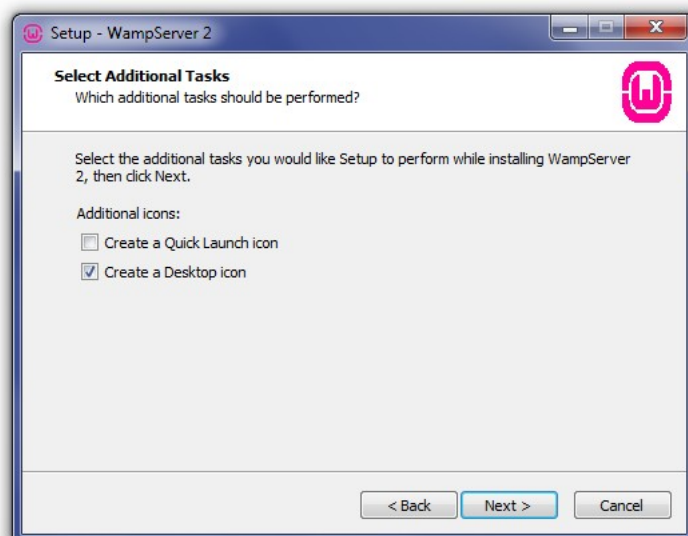 Setup - WampServer 2
Select Additional Tasks
Which additional tasks should be performed?
W
Select the additional tasks you would like Setup to perform while installing WampServer
2, then click Next.
Additional icons:
Create a Quick Launch icon
Create a Desktop icon
< Back
Next >
Cancel